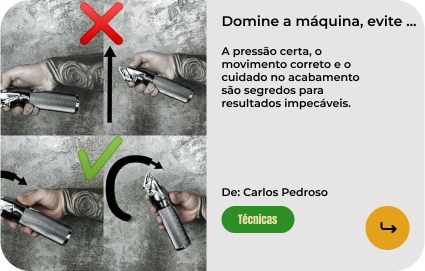 Domine a máquina, evite ...
A pressão certa, o
movimento correto e o
cuidado no acabamento
são segredos para
resultados impecáveis.
De: Carlos Pedroso
Técnicas